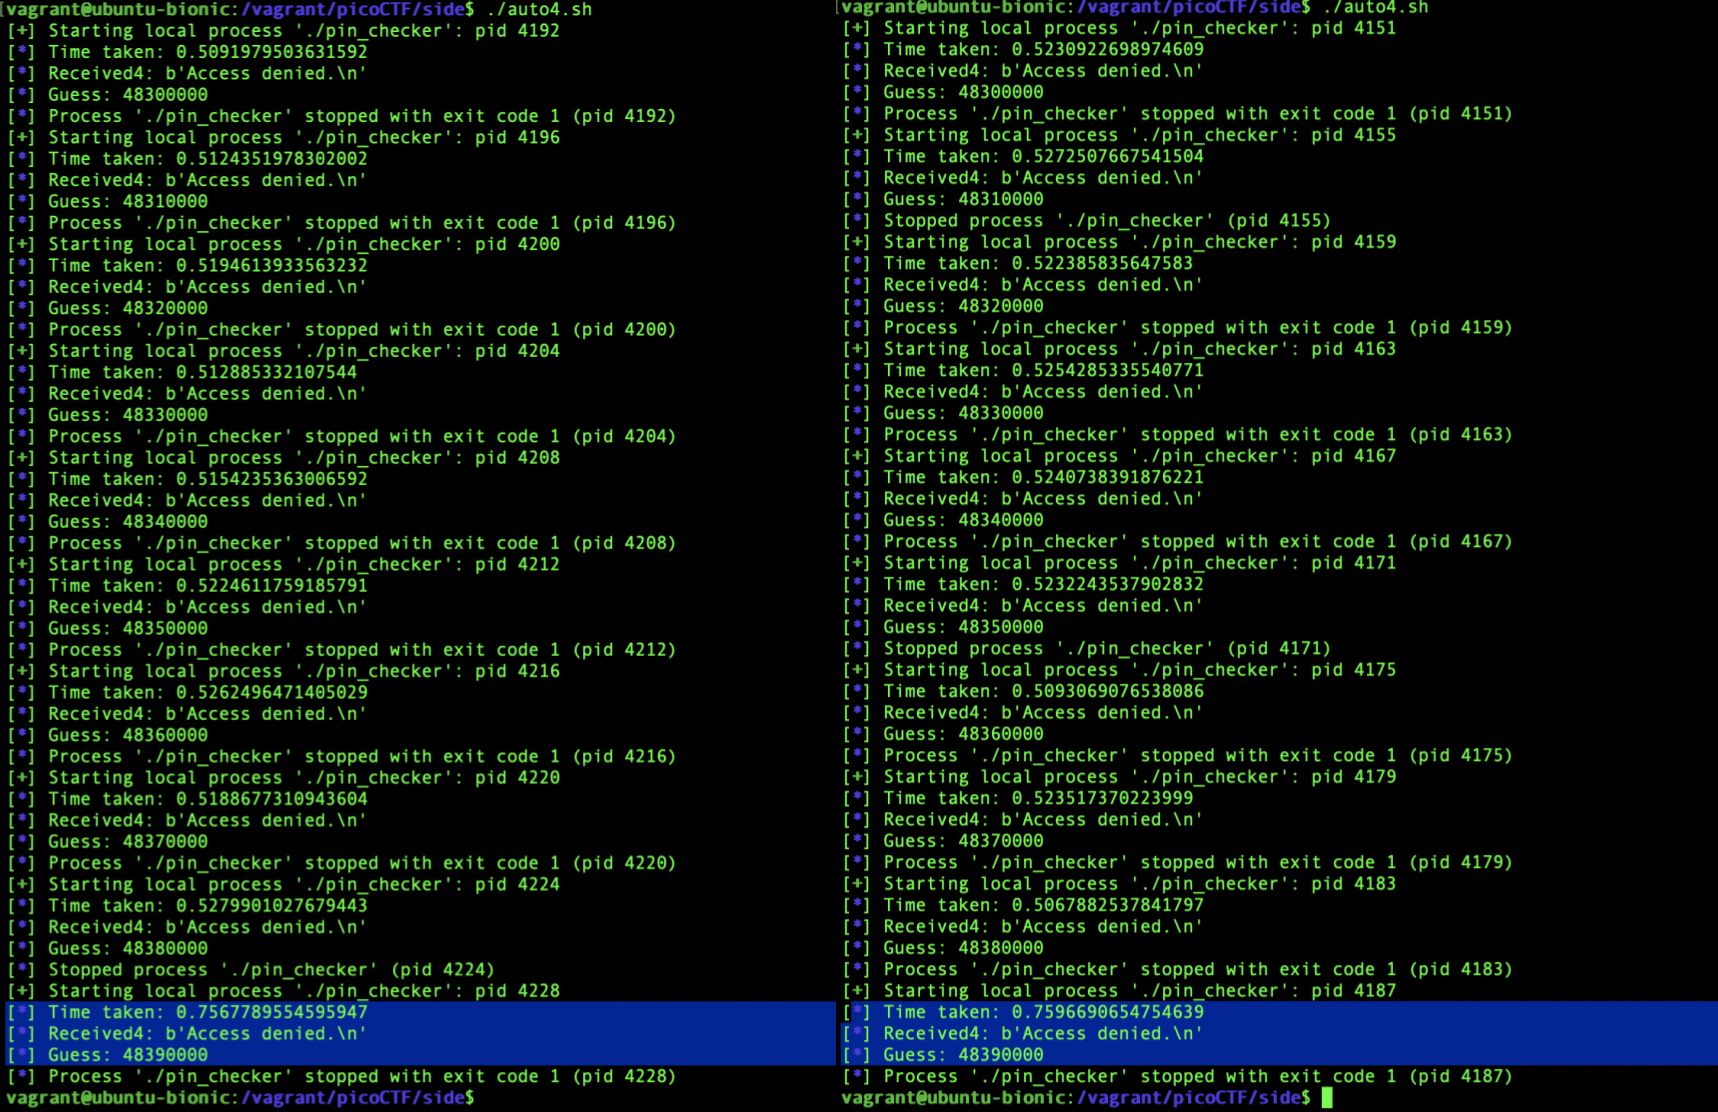 [vagrant@ubuntu-bionic:/vagrant/picoCTF/side$ ./auto4.sh
[+] Starting local process './pin_checker': pid 4192
[*] Time taken: 0.5091979503631592
[*] Received4: b'Access denied.\n'
[*] Guess: 48300000
[*] Process './pin_checker' stopped with exit code 1 (pid 4192)
[+] Starting local process './pin_checker': pid 4196
[*] Time taken: 0.5124351978302002
[*] Received4: b'Access denied.\n'
[*] Guess: 48310000
[*] Process './pin_checker' stopped with exit code 1 (pid 4196)
[+] Starting local process './pin_checker': pid 4200
[*] Time taken: 0.5194613933563232
[*] Received4: b'Access denied.\n'
[*] Guess: 48320000
[*] Process './pin_checker' stopped with exit code 1 (pid 4200)
[+] Starting local process './pin_checker': pid 4204
[*] Time taken: 0.512885332107544
[*] Received4: b'Access denied.\n'
[*] Guess: 48330000
[*] Process './pin_checker' stopped with exit code 1 (pid 4204)
[+] Starting local process './pin_checker': pid 4208
[*] Time taken: 0.5154235363006592
[*] Received4: b'Access denied.\n'
[*] Guess: 48340000
[*] Process './pin_checker' stopped with exit code 1 (pid 4208)
[+] Starting local process './pin_checker': pid 4212
[*] Time taken: 0.5224611759185791
[*] Received4: b'Access denied.\n'
[*] Guess: 48350000
[*] Process './pin_checker' stopped with exit code 1 (pid 4212)
[+] Starting local process './pin_checker': pid 4216
[*] Time taken: 0.5262496471405029
[*] Received4: b'Access denied.\n'
[*] Guess: 48360000
[*] Process './pin_checker' stopped with exit code 1 (pid 4216)
[+] Starting local process './pin_checker': pid 4220
[*] Time taken: 0.5188677310943604
[*] Received4: b'Access denied.\n'
[*] Guess: 48370000
[*] Process './pin_checker' stopped with exit code 1 (pid 4220)
[+] Starting local process './pin_checker': pid 4224
[*] Time taken: 0.5279901027679443
[*] Received4: b'Access denied.\n'
[*] Guess: 48380000
[*] Stopped process './pin_checker' (pid 4224)
[+] Starting local process './pin_checker': pid 4228
[*] Time taken: 0.7567789554595947
[*] Received4: b'Access denied.\n'
[*] Guess: 48390000
[*] Process './pin_checker' stopped with exit code 1 (pid 4228)
vagrant@ubuntu-bionic:/vagrant/picoCTF/side$
[vagrant@ubuntu-bionic:/vagrant/picoCTF/side$ ./auto4.sh
[+] Starting local process './pin_checker': pid 4151
[*] Time taken: 0.5230922698974609
[*] Received4: b'Access denied.\n'
[*] Guess: 48300000
[*] Process './pin_checker' stopped with exit code 1 (pid 4151)
[+] Starting local process './pin_checker': pid 4155
[*] Time taken: 0.5272507667541504
[*] Received4: b'Access denied.\n'
[*] Guess: 48310000
[*] Stopped process './pin_checker' (pid 4155)
[+] Starting local process './pin_checker': pid 4159
[*] Time taken: 0.522385835647583
[*] Received4: b'Access denied.\n'
[*] Guess: 48320000
[*] Process './pin_checker' stopped with exit code 1 (pid 4159)
[+] Starting local process './pin_checker': pid 4163
[*] Time taken: 0.5254285335540771
[*] Received4: b'Access denied.\n'
[*] Guess: 48330000
[*] Process './pin_checker' stopped with exit code 1 (pid 4163)
[+] Starting local process './pin_checker': pid 4167
[*] Time taken: 0.5240738391876221
[*] Received4: b'Access denied.\n'
[*] Guess: 48340000
[*] Process './pin_checker' stopped with exit code 1 (pid 4167)
[+] Starting local process './pin_checker': pid 4171
[*] Time taken: 0.5232243537902832
[*] Received4: b'Access denied.\n'
[*] Guess: 48350000
[*] Stopped process './pin_checker' (pid 4171)
[+] Starting local process './pin_checker': pid 4175
[*] Time taken: 0.5093069076538086
[*] Received4: b'Access denied.\n'
[*] Guess: 48360000
[*] Process './pin_checker' stopped with exit code 1 (pid 4175)
[+] Starting local process './pin_checker': pid 4179
[*] Time taken: 0.523517370223999
[*] Received4: b'Access denied.\n'
[*] Guess: 48370000
[*] Process './pin_checker' stopped with exit code 1 (pid 4179)
[+] Starting local process './pin_checker': pid 4183
[*] Time taken: 0.5067882537841797
[*] Received4: b'Access denied.\n'
[*] Guess: 48380000
[*] Process './pin_checker' stopped with exit code 1 (pid 4183)
[+] Starting local process './pin_checker': pid 4187
[*] Time taken: 0.7596690654754639
[*] Received4: b'Access denied.\n'
[*] Guess: 48390000
[*] Process './pin_checker' stopped with exit code 1 (pid 4187)
vagrant@ubuntu-bionic:/vagrant/picoCTF/side$